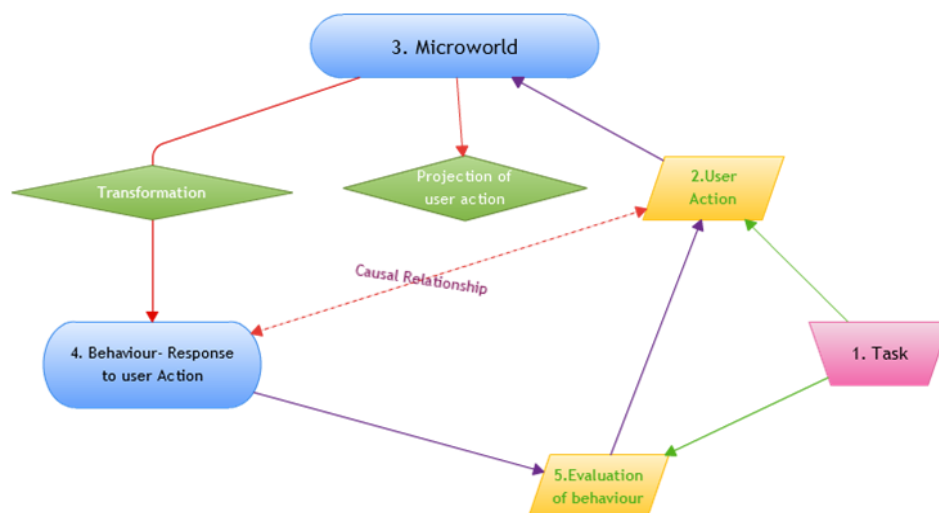 3. Microworld
Transformation
Projection of
user action
2.User
Action
Causal Relationship
4. Behaviour- Response
to user Action
1. Task
5.Evaluation
of behaviour